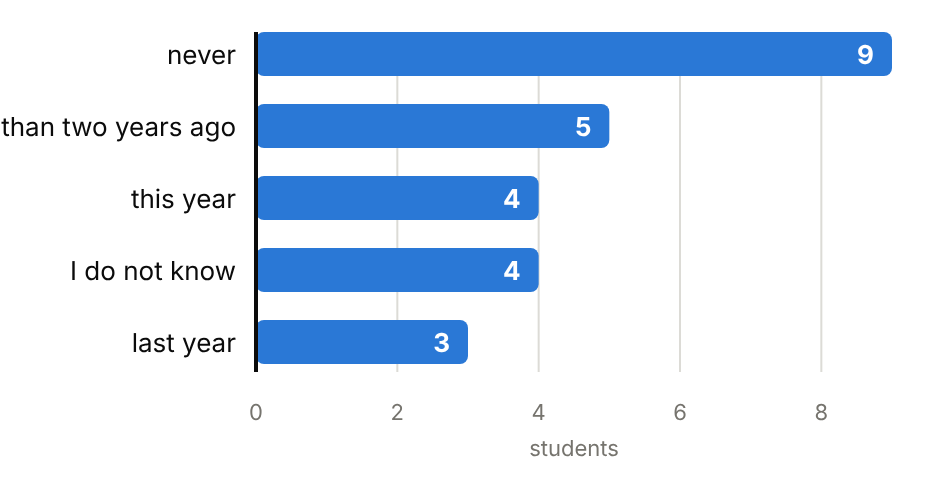 never
9
than two years ago
5
this year
4
I do not know
4
last year
3
0 2 4 6 8
students